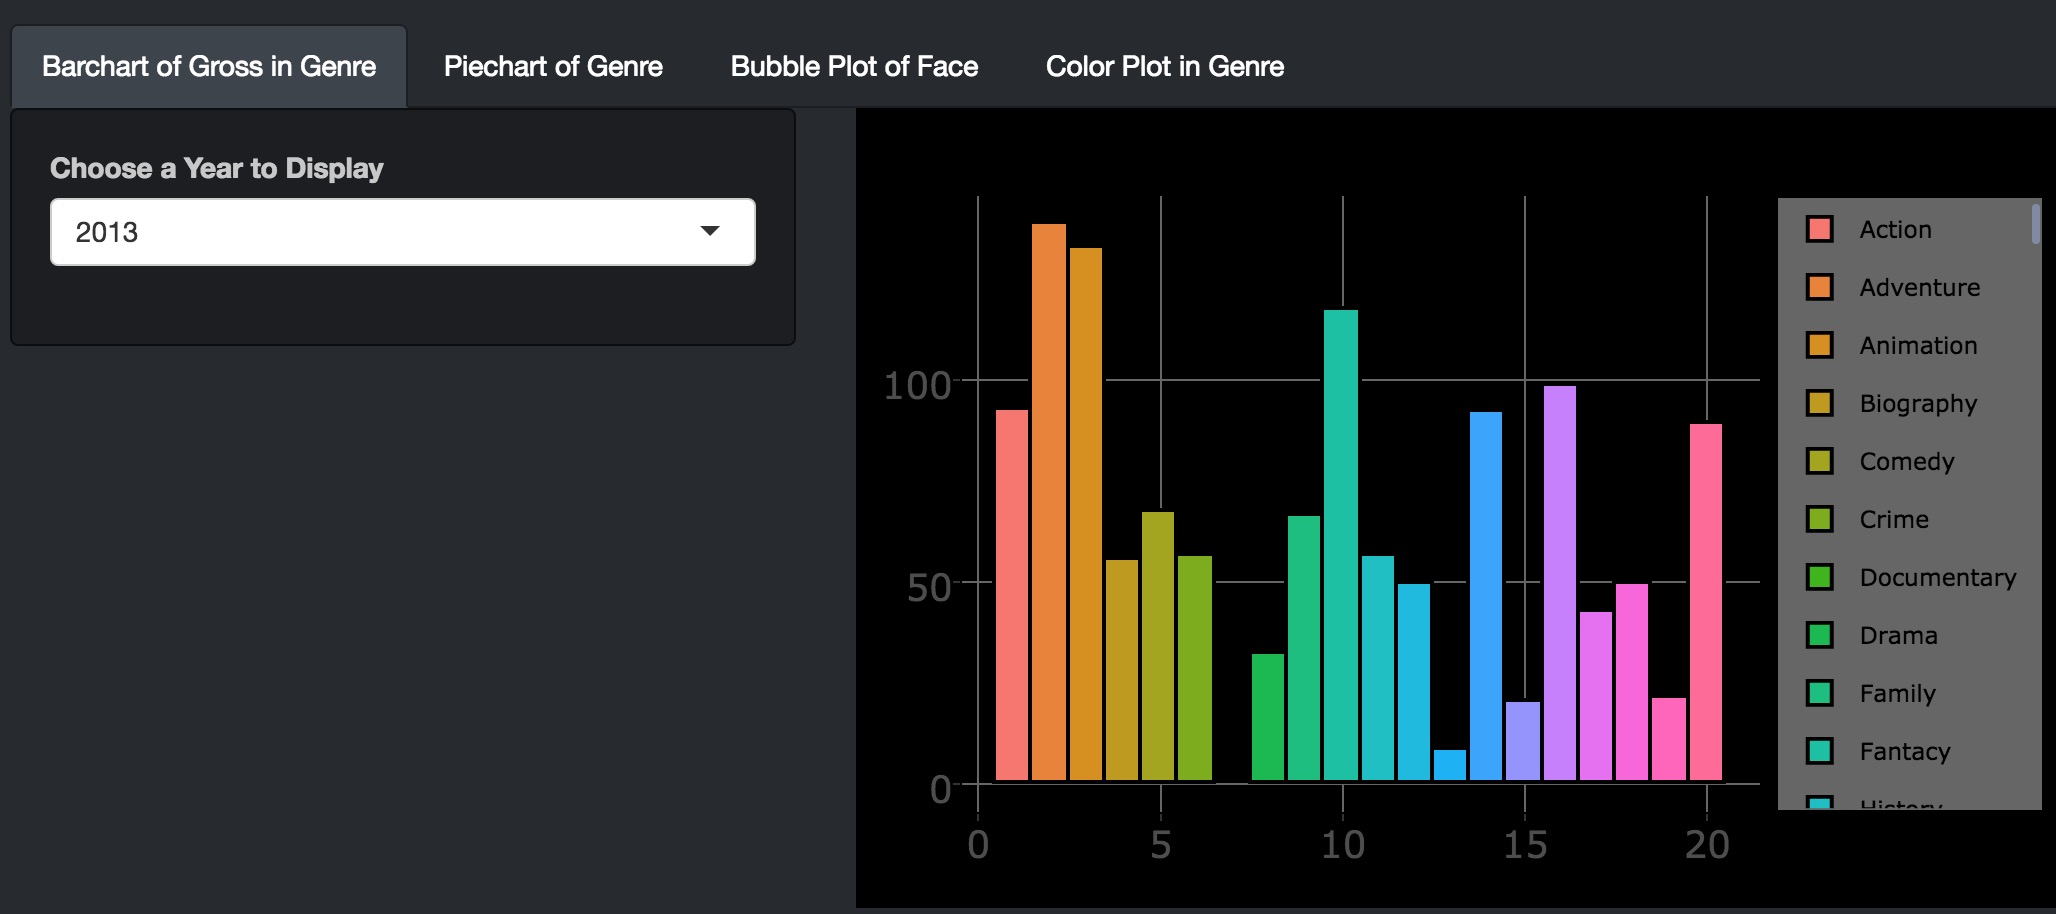 Barchart of Gross in Genre
Piechart of Genre
Bubble Plot of Face
Color Plot in Genre
Choose a Year to Display
2013
100
50
0
0 5 10 15 20
Action
Adventure
Animation
Biography
Comedy
Crime
Documentary
Drama
Family
Fantacy
History